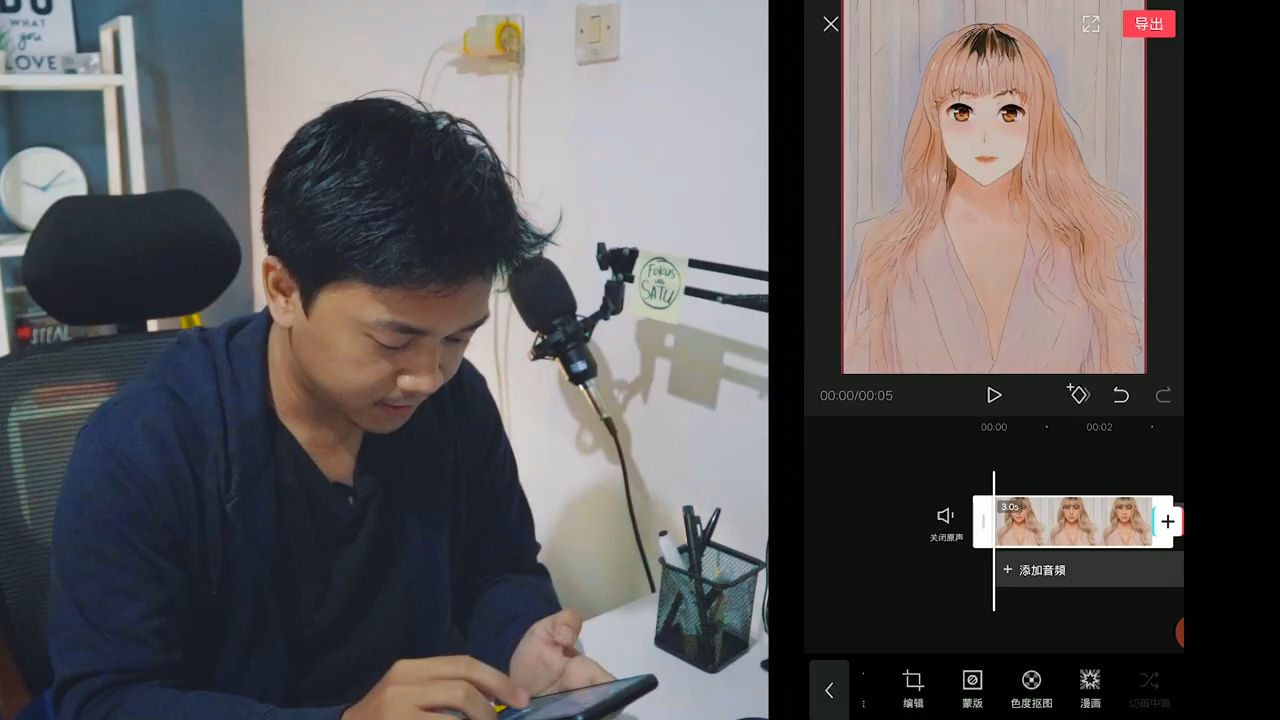 DO
WHAT
you
LOVE
STEAL
Fokus
SATU
导出
00:00/00:05
00:00
00:02
3.0s
关闭原声
+ 添加音频
编辑
蒙版
色度抠图
漫画
切画中画